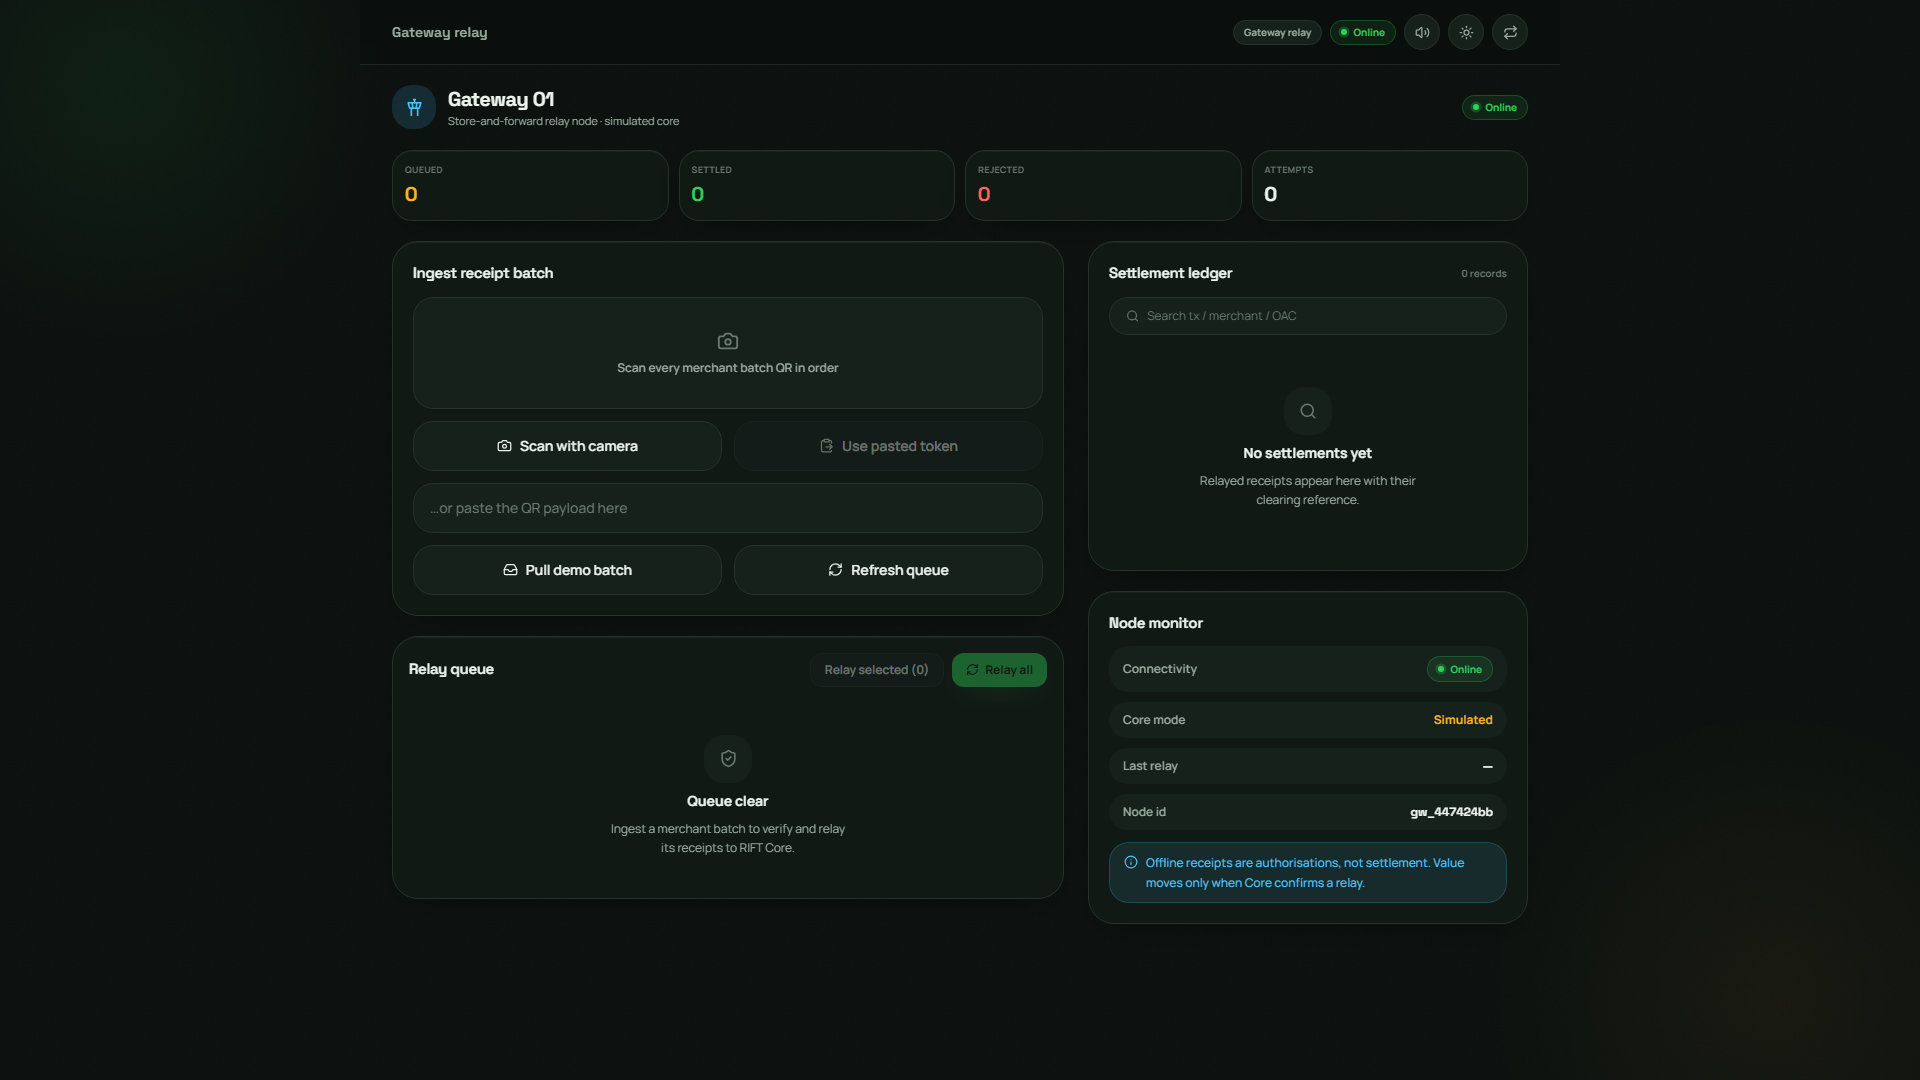 Gateway relay
Gateway relay
Online
Gateway 01
Store-and-forward relay node · simulated core
Online
QUEUED
0
SETTLED
0
REJECTED
0
ATTEMPTS
0
Ingest receipt batch
Scan every merchant batch QR in order
Scan with camera
Use pasted token
...or paste the QR payload here
Pull demo batch
Refresh queue
Relay queue
Relay selected (0)
Relay all
Queue clear
Ingest a merchant batch to verify and relay
its receipts to RIFT Core.
Settlement ledger
0 records
Search tx / merchant / OAC
No settlements yet
Relayed receipts appear here with their
clearing reference.
Node monitor
Connectivity
Online
Core mode
Simulated
Last relay
—
Node id
gw_447424bb
Offline receipts are authorisations, not settlement. Value
moves only when Core confirms a relay.